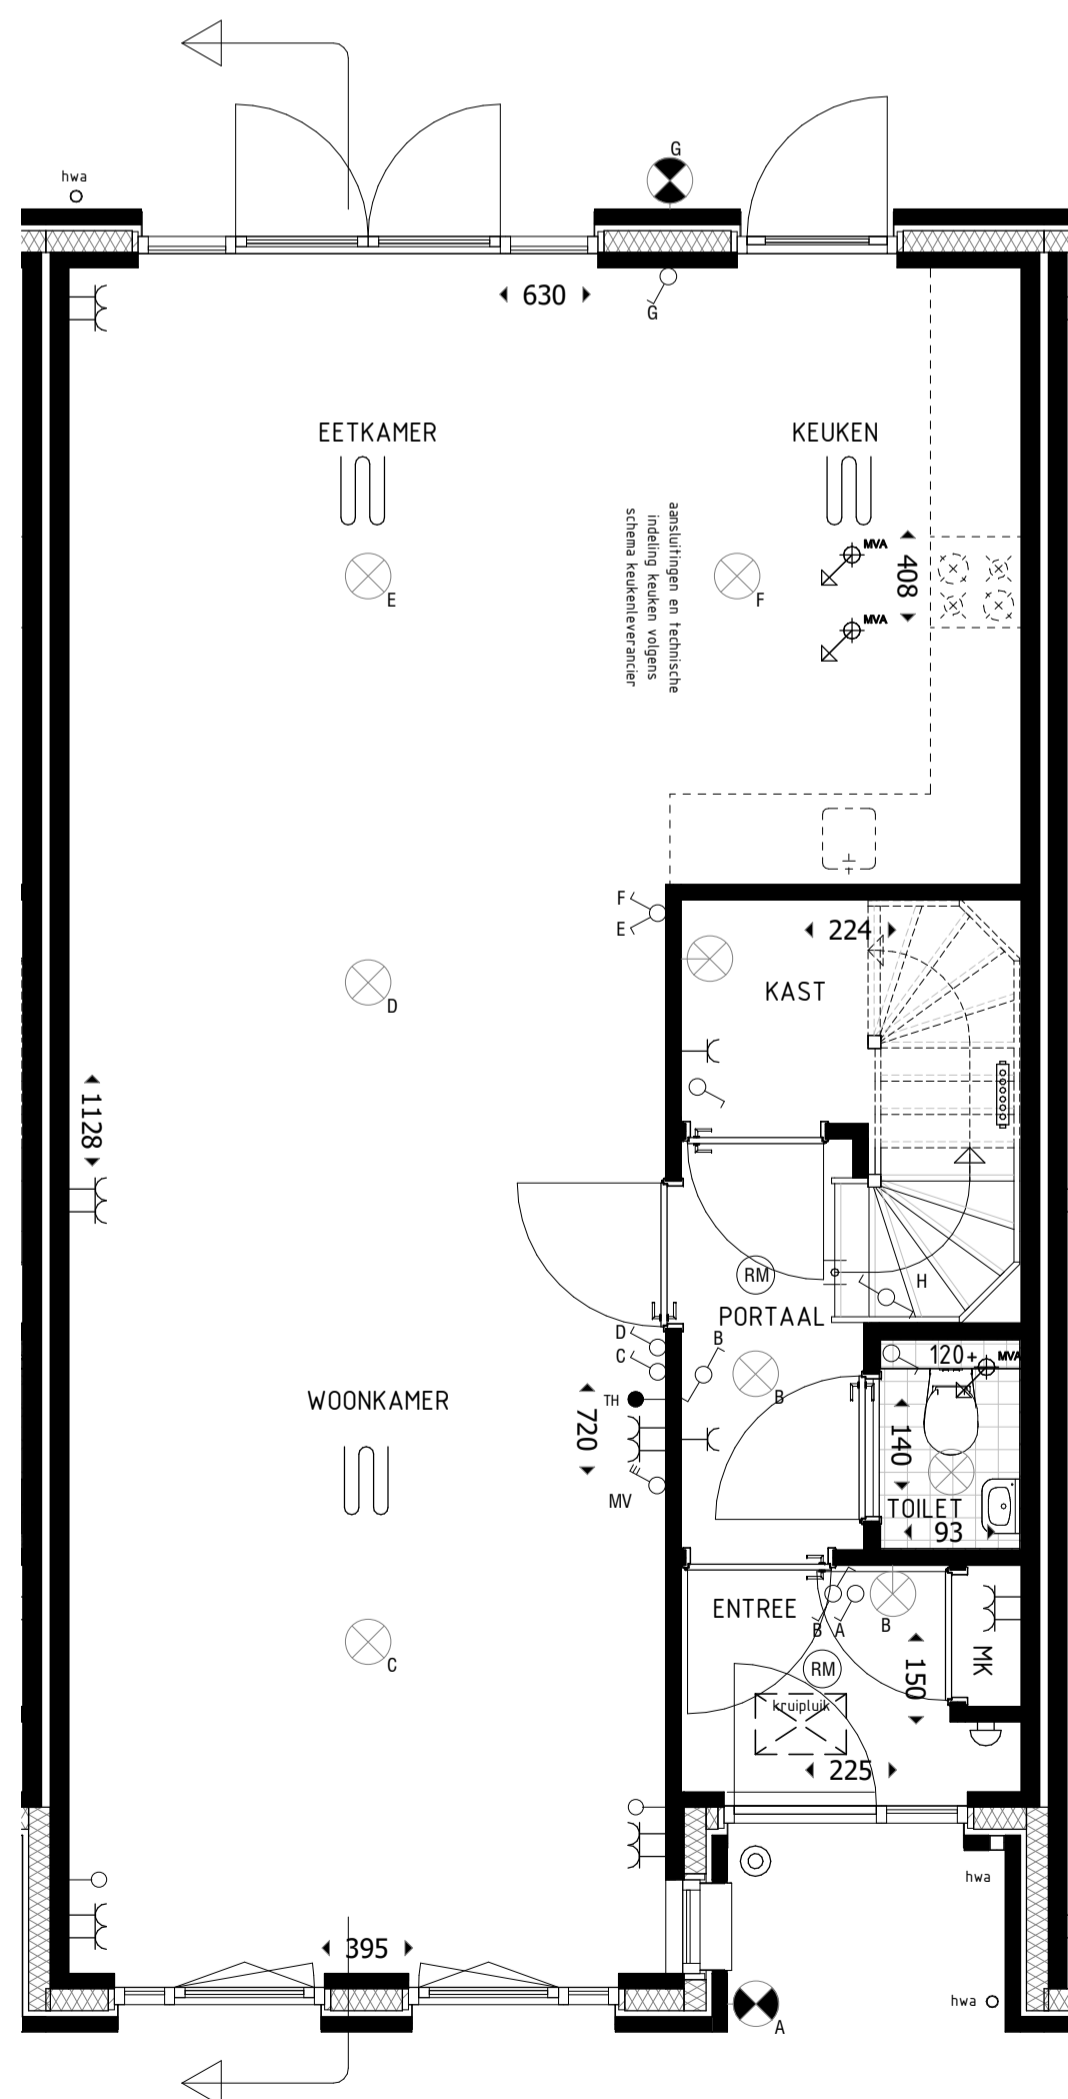 G
hwa
630
G
EETKAMER
KEUKEN
aansluitingen en technische
indeling keuken volgens
schema keukenleverancier
MVA
408
E
F
MVA
F
E
224
KAST
D
1128
RM
H
PORTAAL
D
B
C
120+
MVA
B
WOONKAMER
TH
720
140
MV
TOILET
93
ENTREE
B
A
B
MK
C
RM
150
kruipluik
225
hwa
395
hwa
A